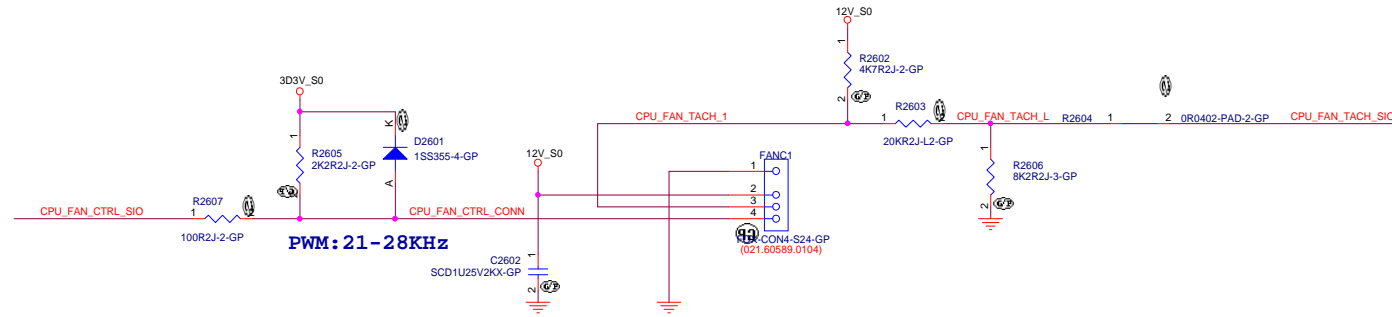 12V_S0
1
R2602
4K7R2J-2-GP
2
3D3V_S0
K
D2601
1SS355-4-GP
A
1
R2605
2K2R2J-2-GP
CPU_FAN_TACH_1
1
R2603
20KR2J-L2-GP
CPU_FAN_TACH_L
R2604
1
2
0R0402-PAD-2-GP
CPU_FAN_TACH_SIO
12V_S0
FANC1
1
2
3
4
1
R2606
8K2R2J-3-GP
2
CPU_FAN_CTRL_SIO
1
R2607
100R2J-2-GP
CPU_FAN_CTRL_CONN
PWM:21-28KHz
-CON4-S24-GP
(021.60589.0104)
C2602
SCD1U25V2KX-GP
1
2